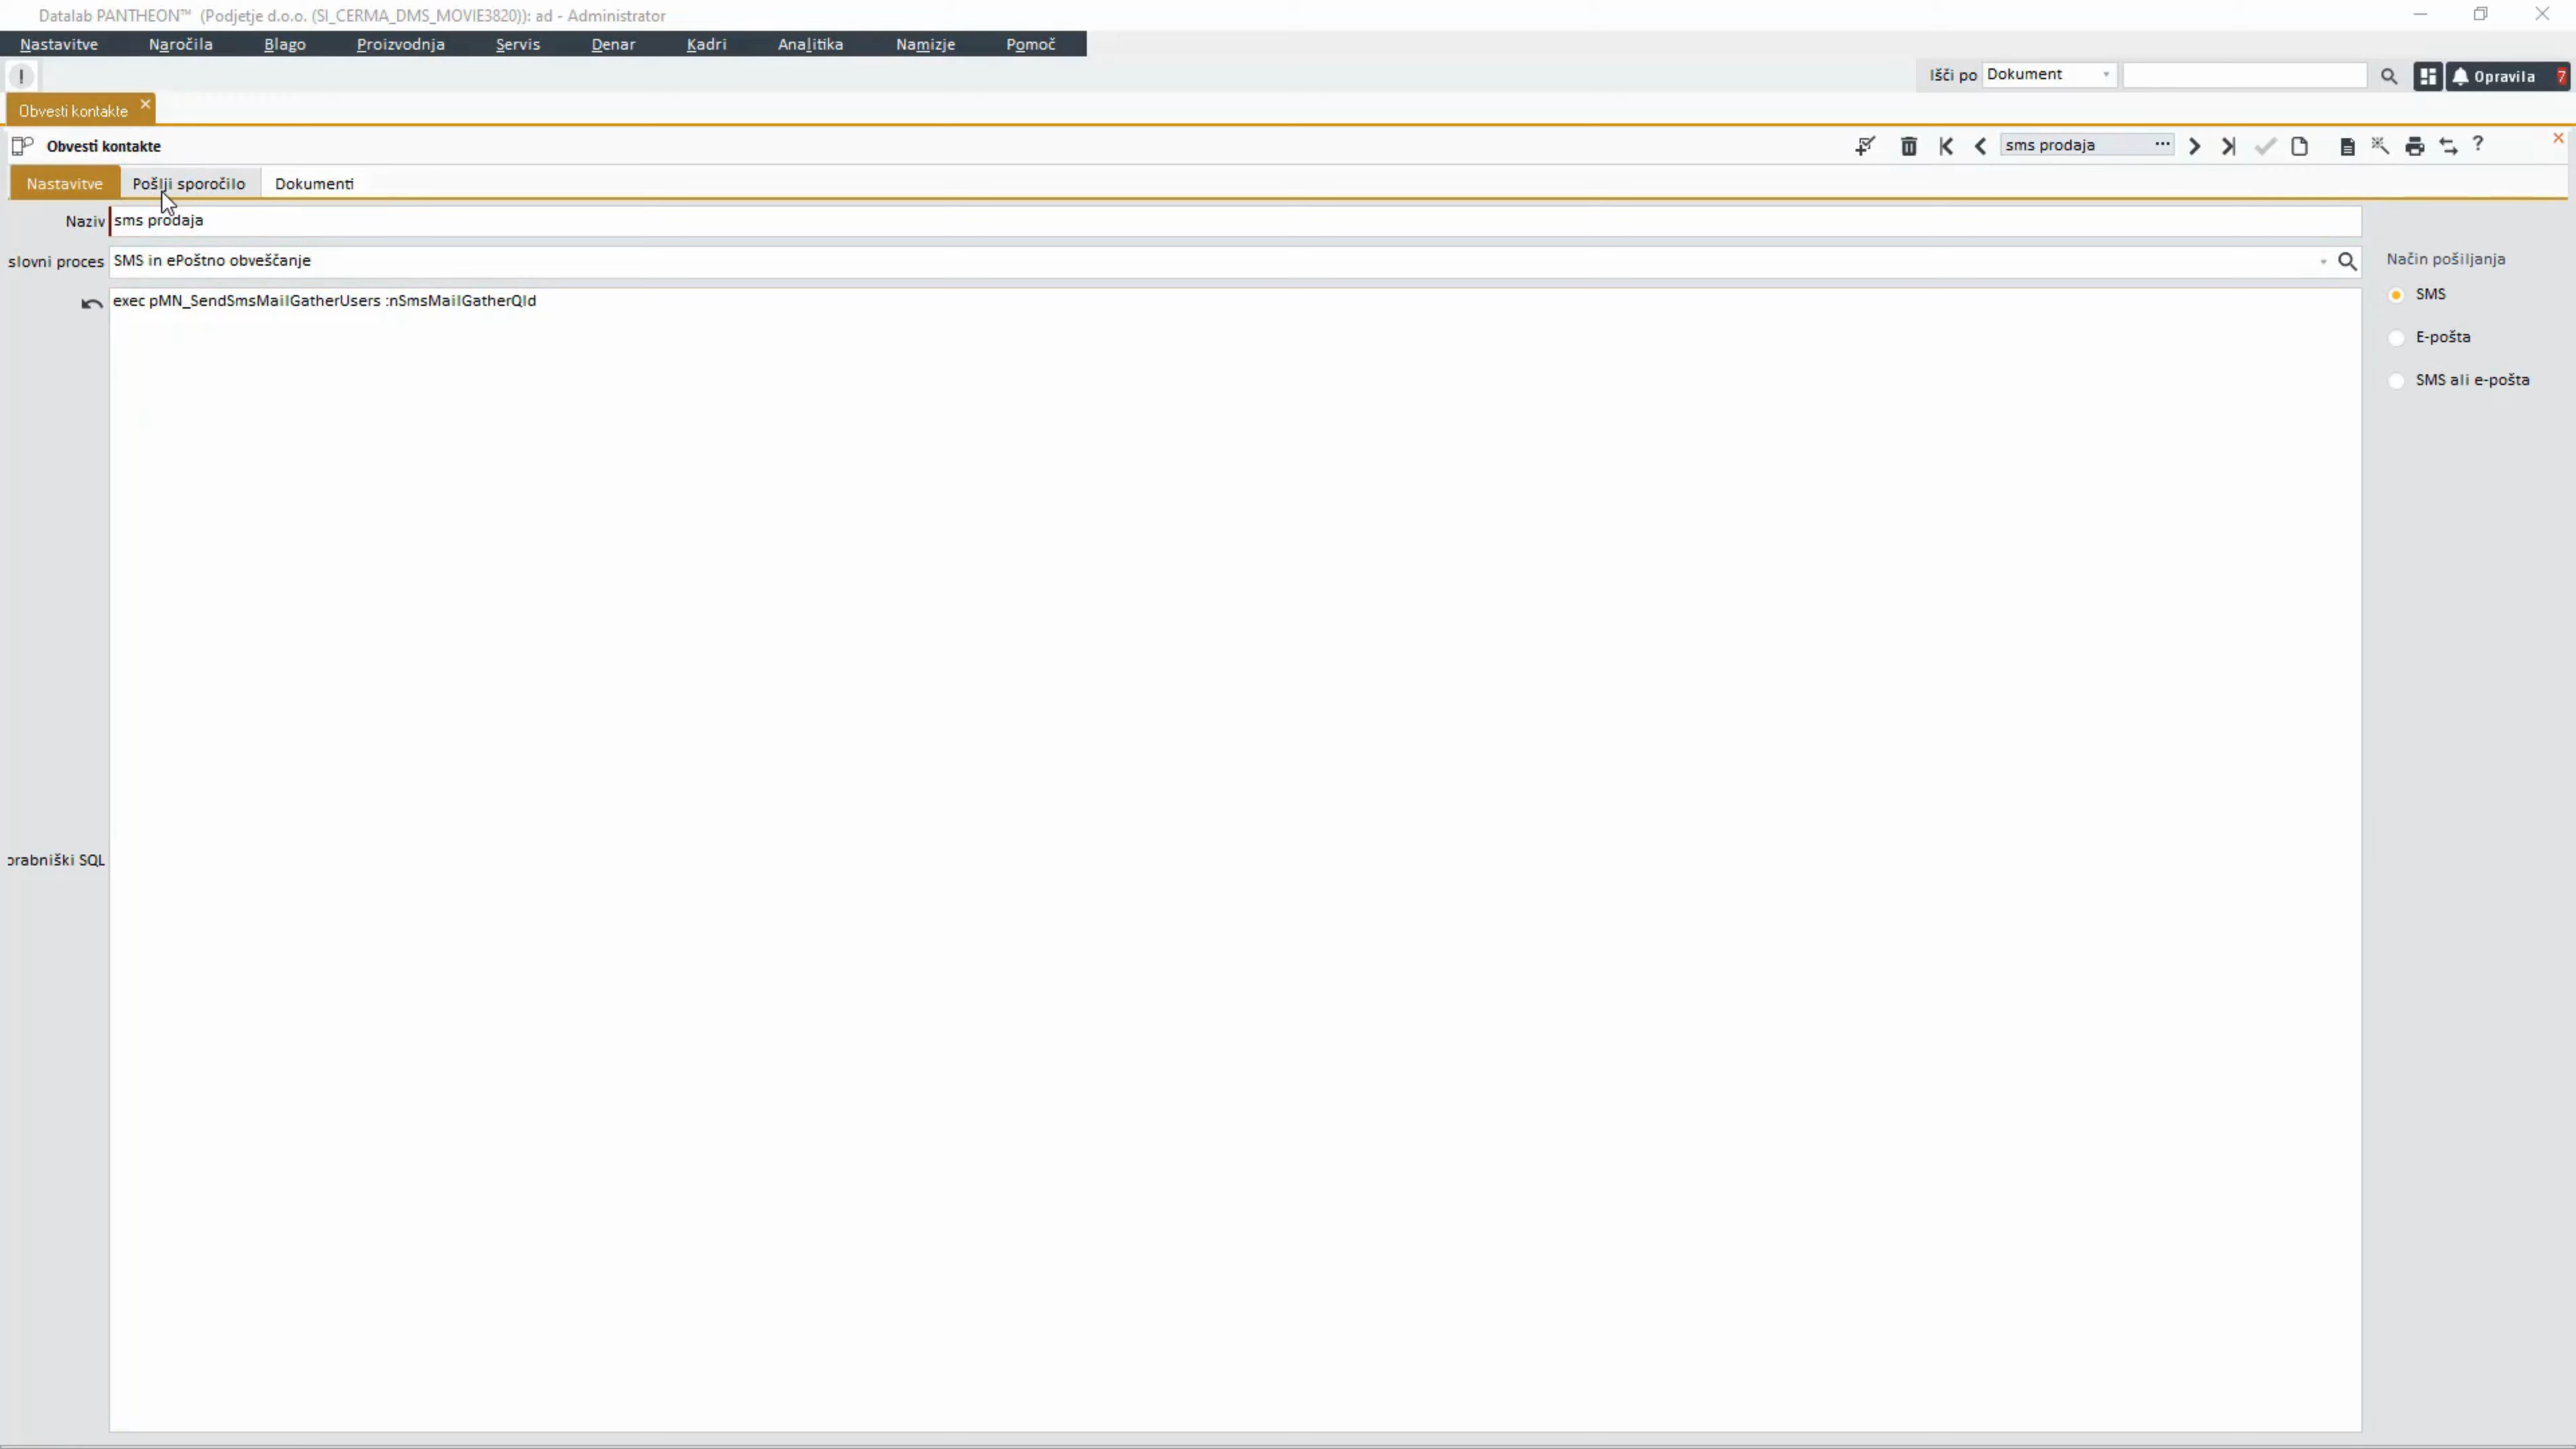 Datalab PANTHEON™ (Podjetje d.o.o. (SI_CERMA_DMS_MOVIE3820)): ad - Administrator
Nastavitve Naročila Blago Proizvodnja Servis Denar Kadri Analitika Namizje Pomoč
Išči po Dokument Opravila 7
Obvesti kontakte
Obvesti kontakte sms prodaja ... ?
Nastavitve Pošlji sporočilo Dokumenti
Naziv sms prodaja
slovni proces SMS in ePoštno obveščanje
Način pošiljanja
exec pMN_SendSmsMailGatherUsers :nSmsMailGatherQId
SMS
E-pošta
SMS ali e-pošta
orabniški SQL